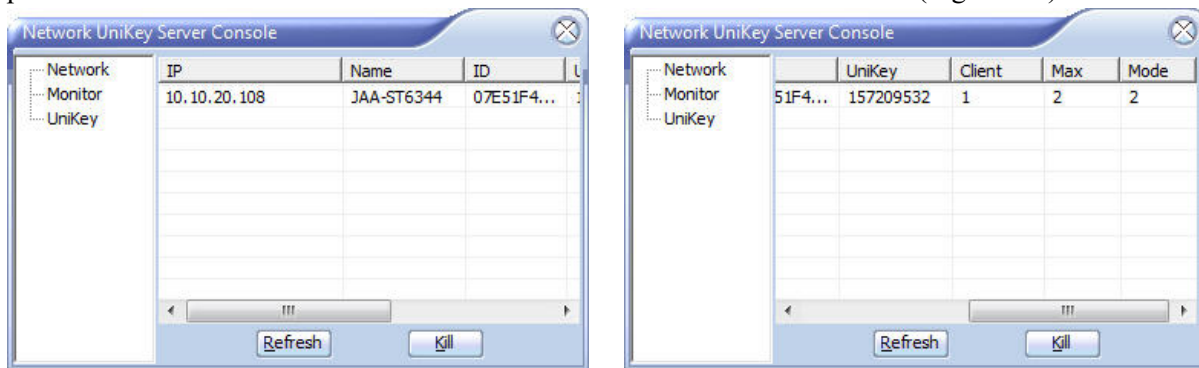 Network UniKey Server Console
Network
Monitor
UniKey
IP Name ID
10.10.20.108 JAA-ST6344 07E51F4...
Refresh Kill
Network UniKey Server Console
Network
Monitor
UniKey
UniKey Client Max Mode
51F4... 157209532 1 2 2
Refresh Kill